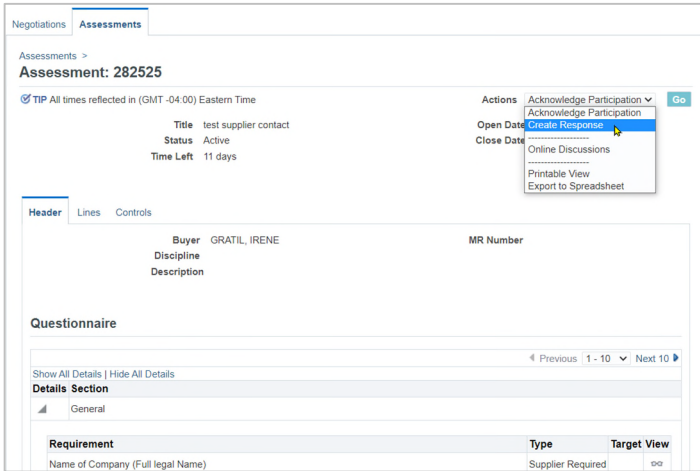 Negotiations Assessments
Assessments >
Assessment: 282525
TIP All times reflected in (GMT -04:00) Eastern Time
Actions Acknowledge Participation Go
Acknowledge Participation
Title test supplier contact
Open Date
Create Response
-------------------
Status Active
Close Date
Online Discussions
Time Left 11 days
-------------------
Printable View
Export to Spreadsheet
Header Lines Controls
Buyer GRATIL, IRENE
MR Number
Discipline
Description
Questionnaire
Previous 1 - 10 Next 10
Show All Details | Hide All Details
Details Section
General
Requirement Type Target View
Name of Company (Full legal Name) Supplier Required